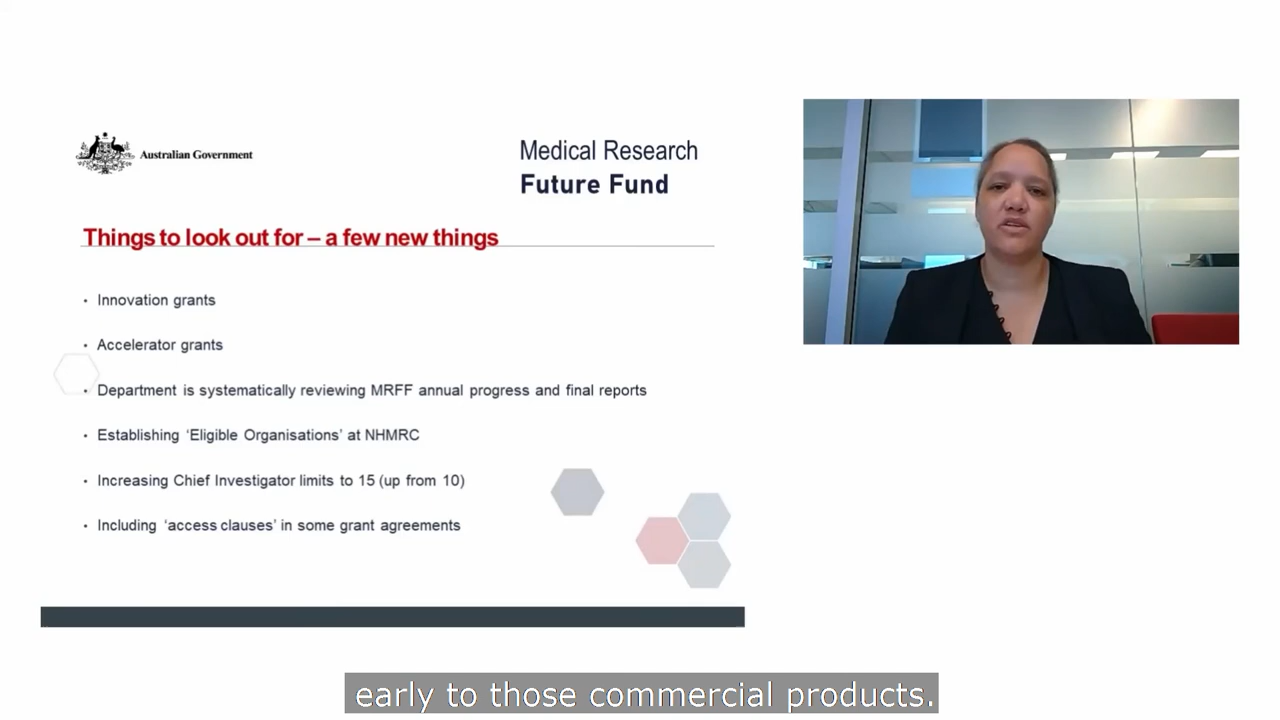 Australian Government
Medical Research
Future Fund
Things to look out for – a few new things
• Innovation grants
• Accelerator grants
• Department is systematically reviewing MRFF annual progress and final reports
• Establishing ‘Eligible Organisations’ at NHMRC
• Increasing Chief Investigator limits to 15 (up from 10)
• Including ‘access clauses’ in some grant agreements
early to those commercial products.